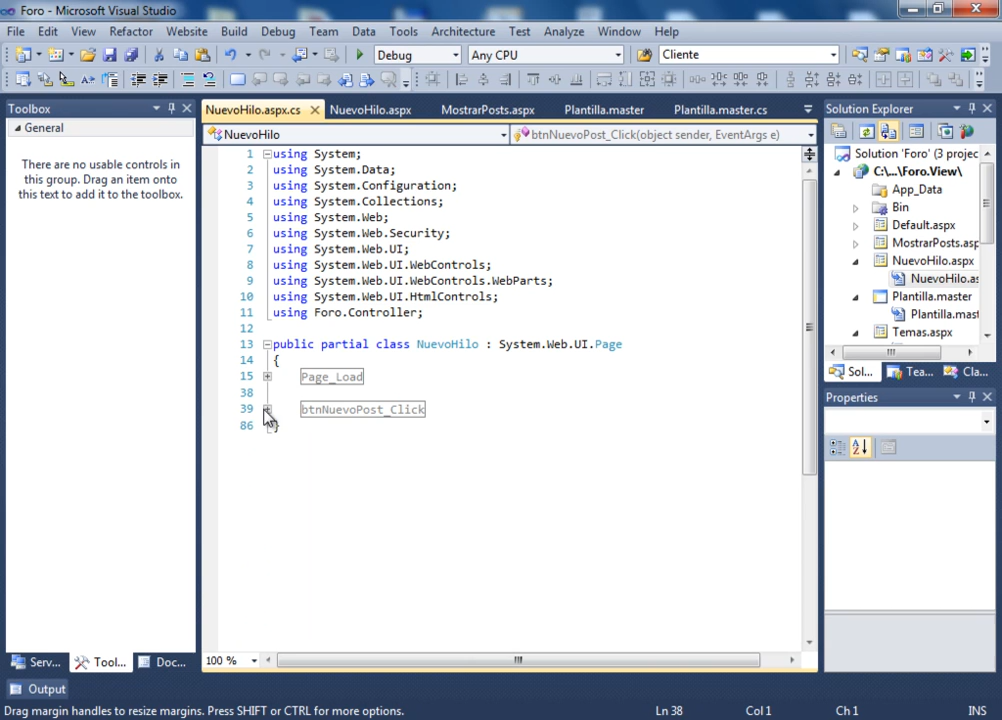 Foro - Microsoft Visual Studio
File Edit View Refactor Website Build Debug Team Data Tools Architecture Test Analyze Window Help
Debug Any CPU Cliente
Toolbox
General
There are no usable controls in
this group. Drag an item onto
this text to add it to the toolbox.
NuevoHilo.aspx.cs NuevoHilo.aspx MostrarPosts.aspx Plantilla.master Plantilla.master.cs
NuevoHilo btnNuevoPost_Click(object sender, EventArgs e)
1 using System;
2 using System.Data;
3 using System.Configuration;
4 using System.Collections;
5 using System.Web;
6 using System.Web.Security;
7 using System.Web.UI;
8 using System.Web.UI.WebControls;
9 using System.Web.UI.WebControls.WebParts;
10 using System.Web.UI.HtmlControls;
11 using Foro.Controller;
12
13 public partial class NuevoHilo : System.Web.UI.Page
14 {
15 Page_Load
38
39 btnNuevoPost_Click
86 }
100 %
Solution Explorer
Solution 'Foro' (3 projec
C:\...\Foro.View\
App_Data
Bin
Default.aspx
MostrarPosts.asp
NuevoHilo.aspx
NuevoHilo.as
Plantilla.master
Plantilla.mast
Temas.aspx
Sol... Tea... Cla...
Properties
Serv... Tool... Doc...
Output
Drag margin handles to resize margins. Press SHIFT or CTRL for more options. Ln 38 Col 1 Ch 1 INS